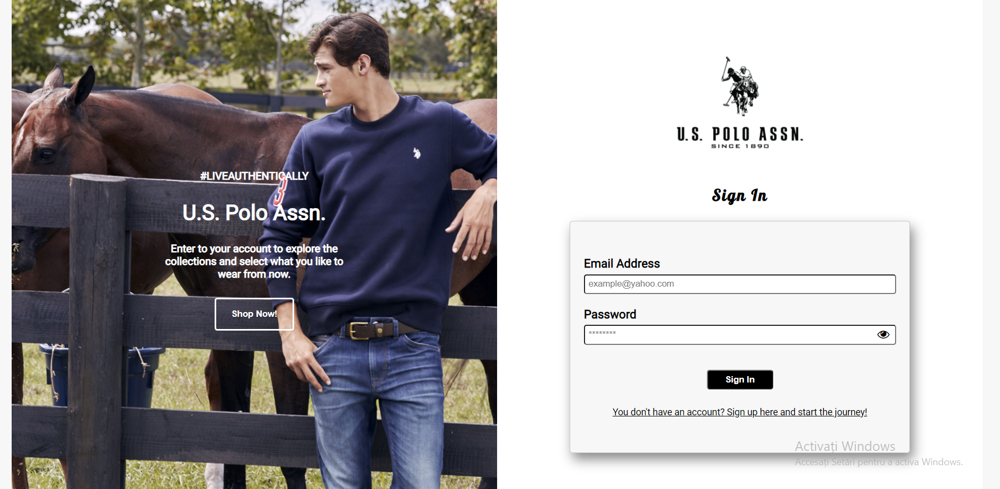 #LIVEAUTHENTICALLY
3
U.S. Polo Assn.
Enter to your account to explore the
collections and select what you like to
wear from now.
Shop Now!
U.S. POLO ASSN.
SINCE 1890
Sign In
Email Address
example@yahoo.com
Password
********
Sign In
You don't have an account? Sign up here and start the journey!
Activați Windows
Accesați Setări pentru a activa Windows.